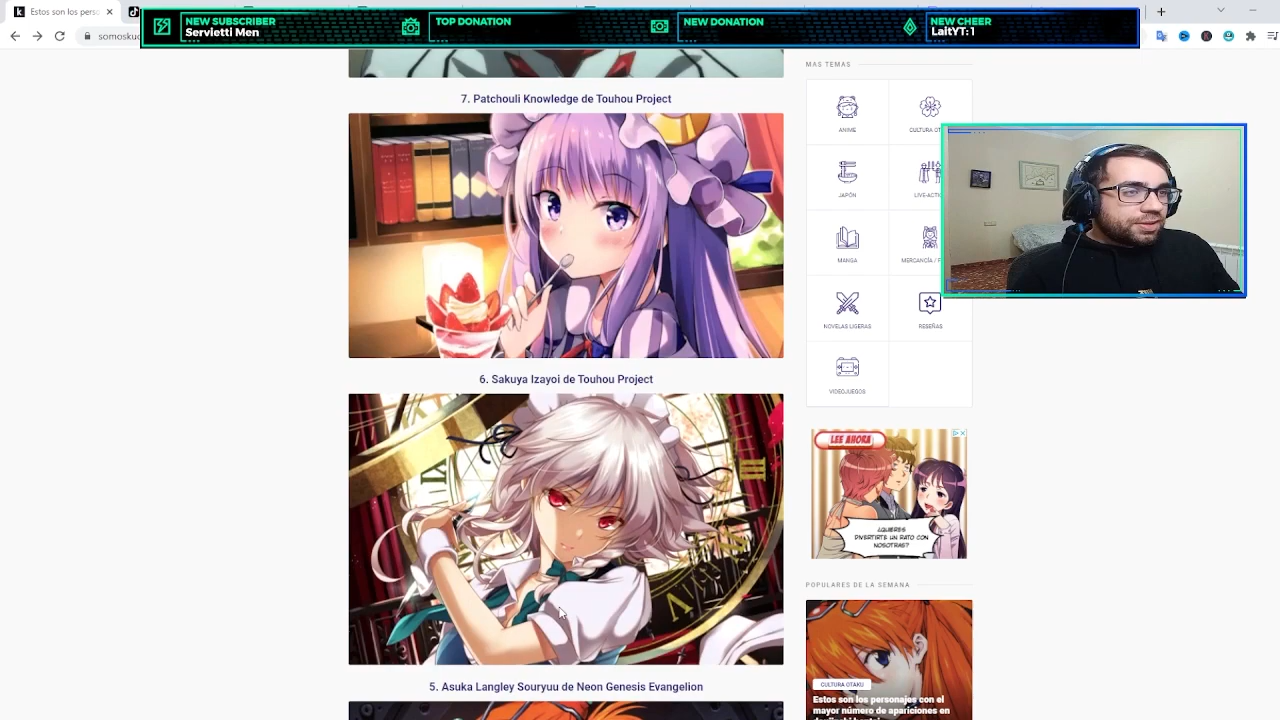 Estos son los perso
NEW SUBSCRIBER
Servietti Men
TOP DONATION
NEW DONATION
NEW CHEER
LaitYT: 1
7. Patchouli Knowledge de Touhou Project
6. Sakuya Izayoi de Touhou Project
5. Asuka Langley Souryuu de Neon Genesis Evangelion
MAS TEMAS
ANIME
CULTURA
JAPÓN
MANGA
NOVELAS LIGERAS
RESEÑAS
VIDEOJUEGOS
LEE AHORA
¿QUIERES
DIVERTIRTE UN RATO CON
NOSOTRAS?
POPULARES DE LA SEMANA
CULTURA OTAKU
Estos son los personajes con el
mayor número de apariciones en